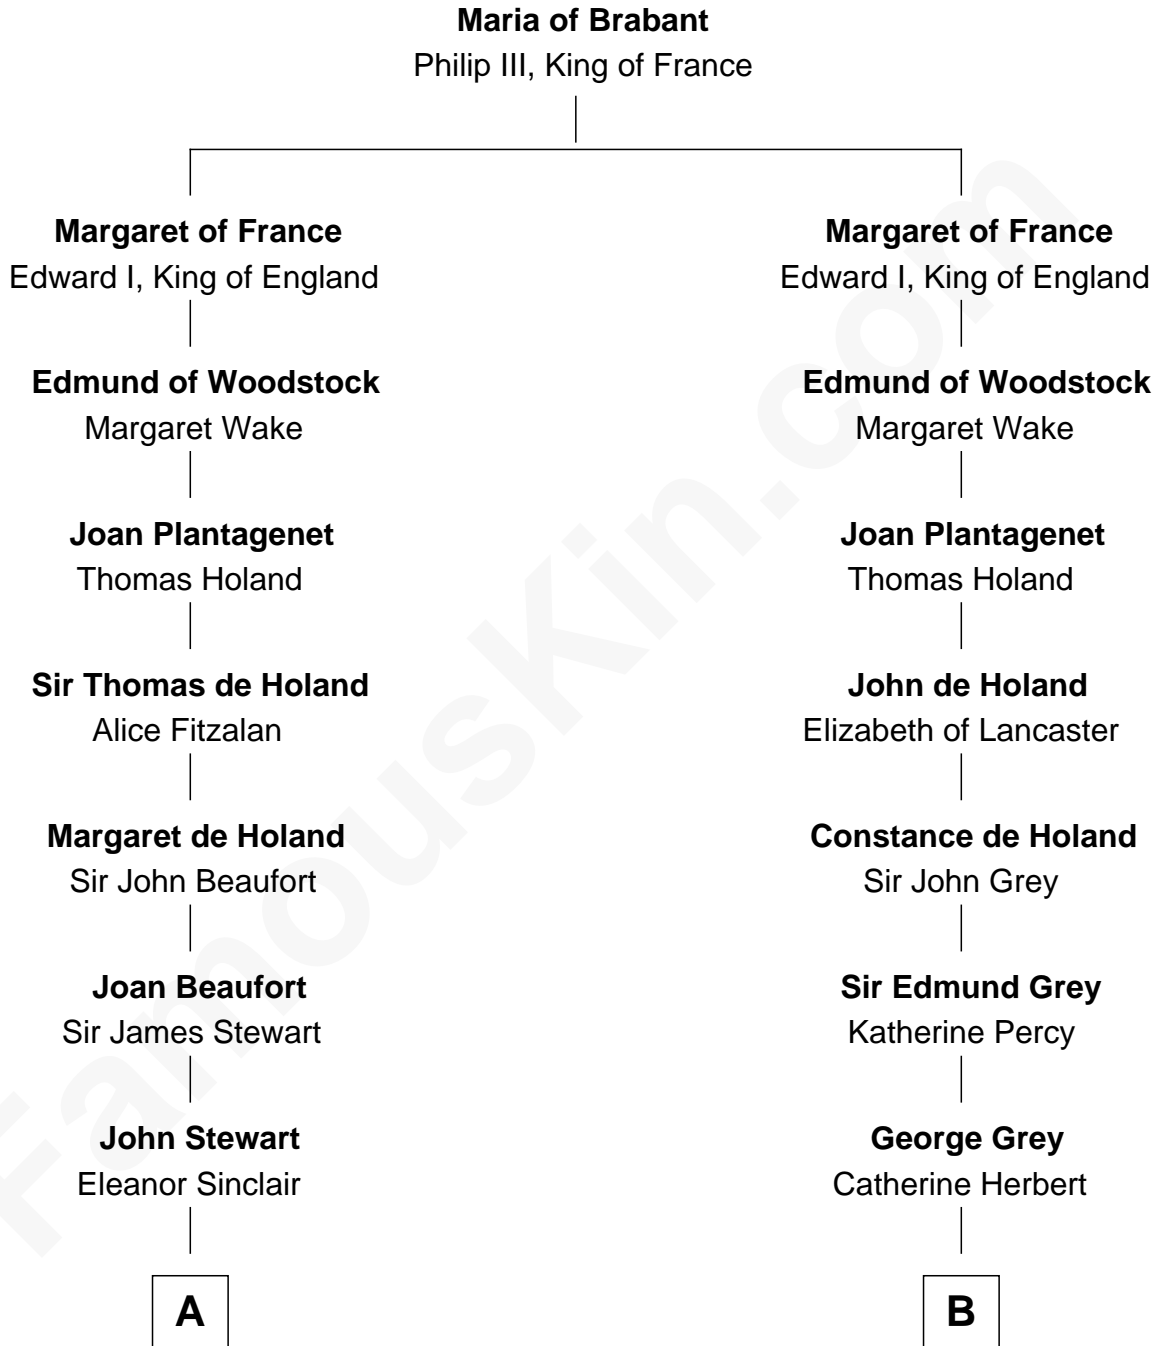 Maria of Brabant
Philip III, King of France
Margaret of France
Edward I, King of England
Edmund of Woodstock
Margaret Wake
Joan Plantagenet
Thomas Holand
Sir Thomas de Holand
Alice Fitzalan
Margaret de Holand
Sir John Beaufort
Joan Beaufort
Sir James Stewart
John Stewart
Eleanor Sinclair
A
Margaret of France
Edward I, King of England
Edmund of Woodstock
Margaret Wake
Joan Plantagenet
Thomas Holand
John de Holand
Elizabeth of Lancaster
Constance de Holand
Sir John Grey
Sir Edmund Grey
Katherine Percy
George Grey
Catherine Herbert
B
FamousKin.com